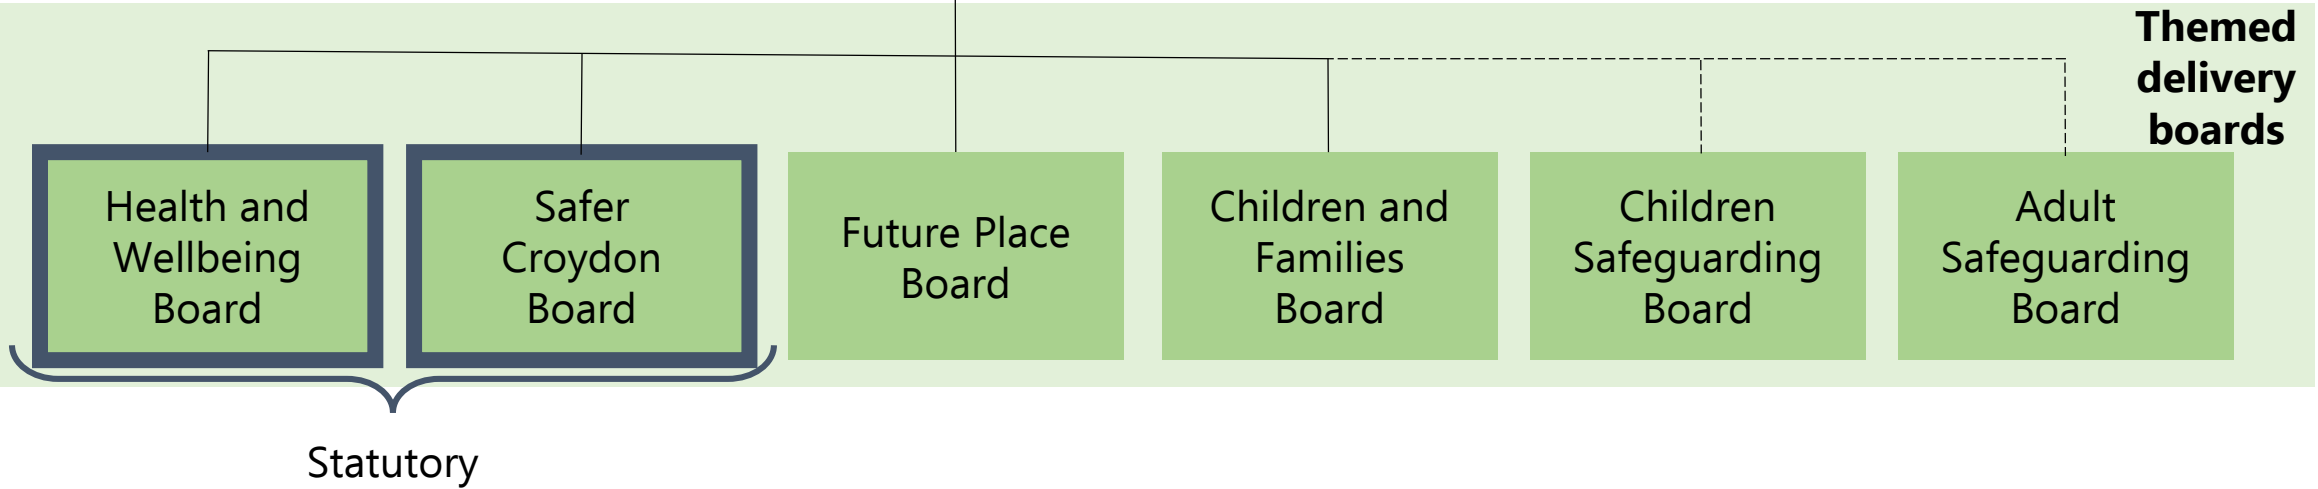 Themed
delivery
boards
Health and
Wellbeing
Board
Safer
Croydon
Board
Future Place
Board
Children and
Families
Board
Children
Safeguarding
Board
Adult
Safeguarding
Board
Statutory